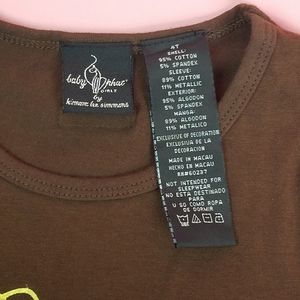 baby phat
GIRLZ
by
kimora lee simmons
4T
SHELL:
95% COTTON
5% SPANDEX
SLEEVE:
89% COTTON
11% METALLIC
EXTERIOR:
95% ALGODON
5% SPANDEX
MANGA:
89% ALGODON
11% METALICO
EXCLUSIVE OF DECORATION
EXCLUSIVA DE LA
DECORACIÓN
MADE IN MACAU
HECHO EN MACAU
RN#60237
NOT INTENDED FOR
SLEEPWEAR
NO ESTA DESTINADO PARA
U SO COMO ROPA
DE DORMIR